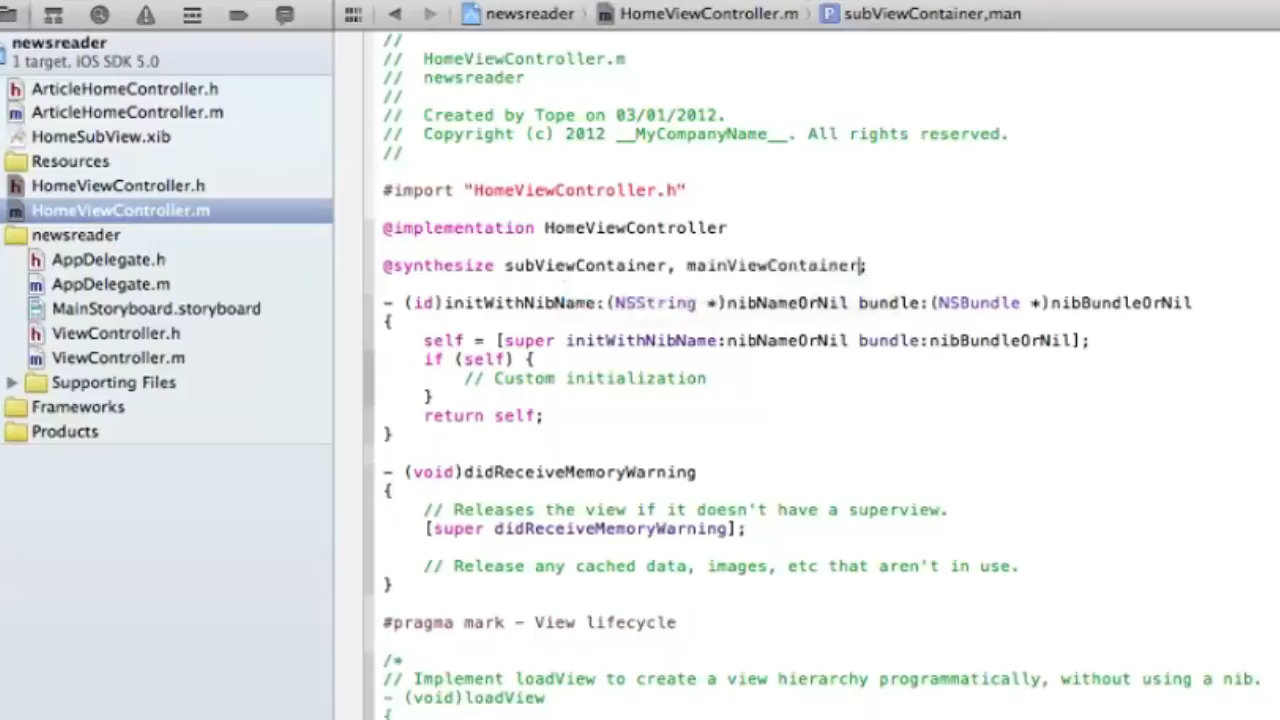 newsreader
HomeViewController.m
subViewContainer,man
newsreader
1 target, iOS SDK 5.0
ArticleHomeController.h
ArticleHomeController.m
HomeSubView.xib
Resources
HomeViewController.h
HomeViewController.m
newsreader
AppDelegate.h
AppDelegate.m
MainStoryboard.storyboard
ViewController.h
ViewController.m
Supporting Files
Frameworks
Products
//
//  HomeViewController.m
//  newsreader
//
//  Created by Tope on 03/01/2012.
//  Copyright (c) 2012 __MyCompanyName__. All rights reserved.
//
#import "HomeViewController.h"
@implementation HomeViewController
@synthesize subViewContainer, mainViewContainer;
- (id)initWithNibName:(NSString *)nibNameOrNil bundle:(NSBundle *)nibBundleOrNil
{
    self = [super initWithNibName:nibNameOrNil bundle:nibBundleOrNil];
    if (self) {
        // Custom initialization
    }
    return self;
}
- (void)didReceiveMemoryWarning
{
    // Releases the view if it doesn't have a superview.
    [super didReceiveMemoryWarning];
    // Release any cached data, images, etc that aren't in use.
}
#pragma mark - View lifecycle
/*
// Implement loadView to create a view hierarchy programmatically, without using a nib.
- (void)loadView
{